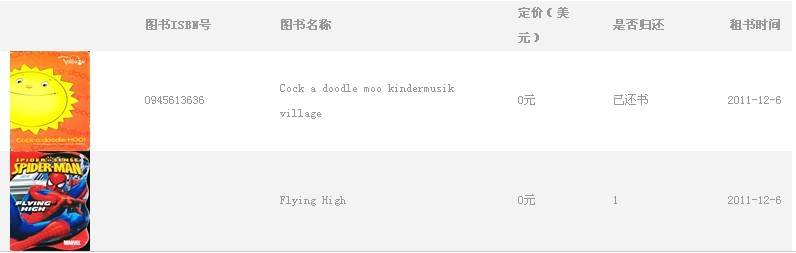 图书ISBN号 图书名称 定价（美元） 是否归还 租书时间
Village
Cock-a-doodle-MOO!
0945613636 Cock a doodle moo kindermusik village 0元 已还书 2011-12-6
SPIDER SENSE
SPIDER-MAN
FLYING
HIGH
MARVEL
Flying High 0元 1 2011-12-6